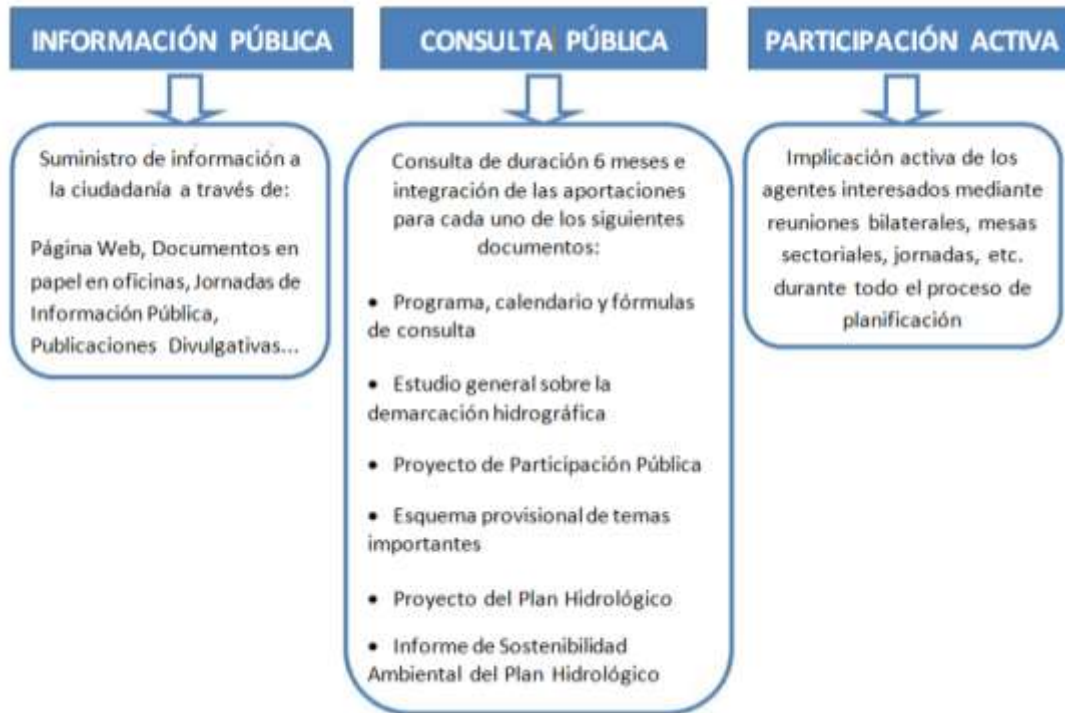 INFORMACIÓN PÚBLICA
Suministro de información a
la ciudadanía a través de:
Página Web, Documentos en
papel en oficinas, Jornadas de
Información Pública,
Publicaciones Divulgativas...
CONSULTA PÚBLICA
Consulta de duración 6 meses e
integración de las aportaciones
para cada uno de los siguientes
documentos:
• Programa, calendario y fórmulas
de consulta
• Estudio general sobre la
demarcación hidrográfica
• Proyecto de Participación Pública
• Esquema provisional de temas
importantes
• Proyecto del Plan Hidrológico
• Informe de Sostenibilidad
Ambiental del Plan Hidrológico
PARTICIPACIÓN ACTIVA
Implicación activa de los
agentes interesados mediante
reuniones bilaterales, mesas
sectoriales, jornadas, etc.
durante todo el proceso de
planificación